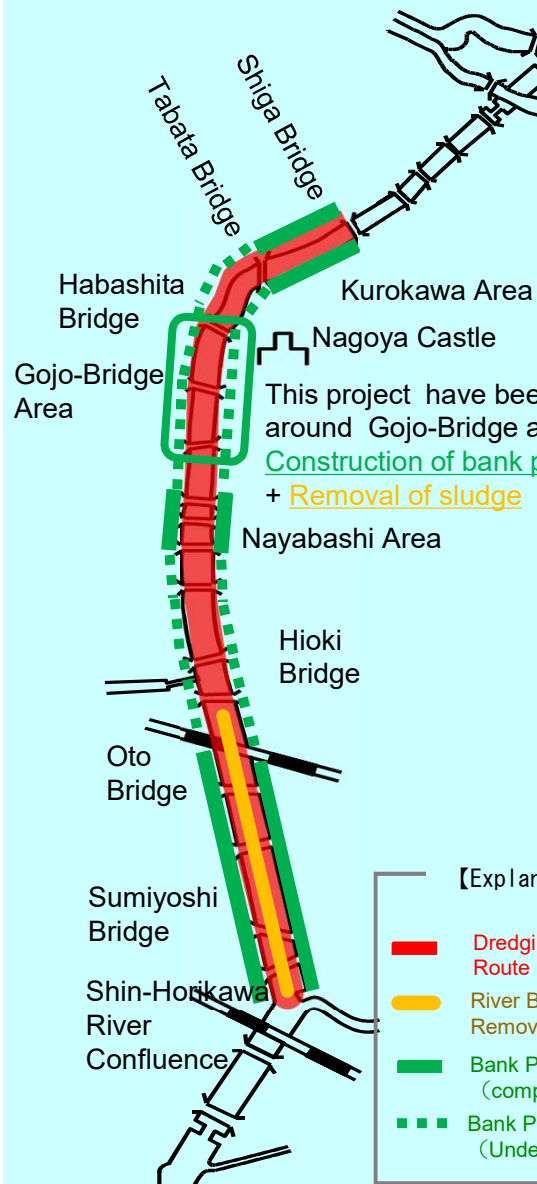 Shiga Bridge
Tabata Bridge
Habashita
Bridge
Kurokawa Area
Nagoya Castle
Gojo-Bridge
Area
This project have bee
around Gojo-Bridge a
Construction of bank p
+ Removal of sludge
Nayabashi Area
Hioki
Bridge
Oto
Bridge
Sumiyoshi
Bridge
Shin-Horikawa
River
Confluence
【Explan
Dredgi
Route
River B
Remov
Bank P
（comp
Bank P
（Unde